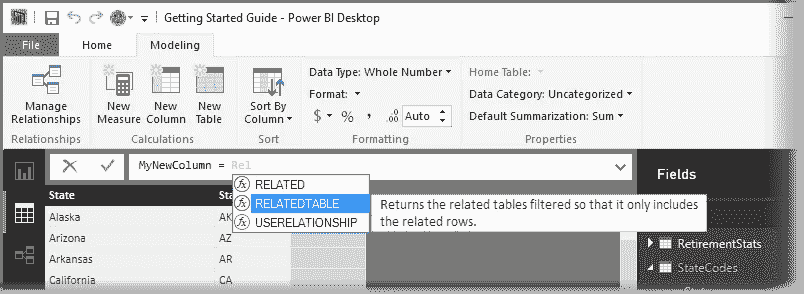 Getting Started Guide - Power BI Desktop
File Home Modeling
Manage Relationships
New Measure
New Column
New Table
Sort By Column
Data Type: Whole Number
Format:
$ % , .00 Auto
Home Table:
Data Category: Uncategorized
Default Summarization: Sum
Relationships Calculations Sort Formatting Properties
MyNewColumn = Rel
Fields
RELATED
RELATEDTABLE
USERELATIONSHIP
Returns the related tables filtered so that it only includes
the related rows.
State Sta
Alaska AK
Arizona AZ
Arkansas AR
California CA
RetirementStats
StateCodes